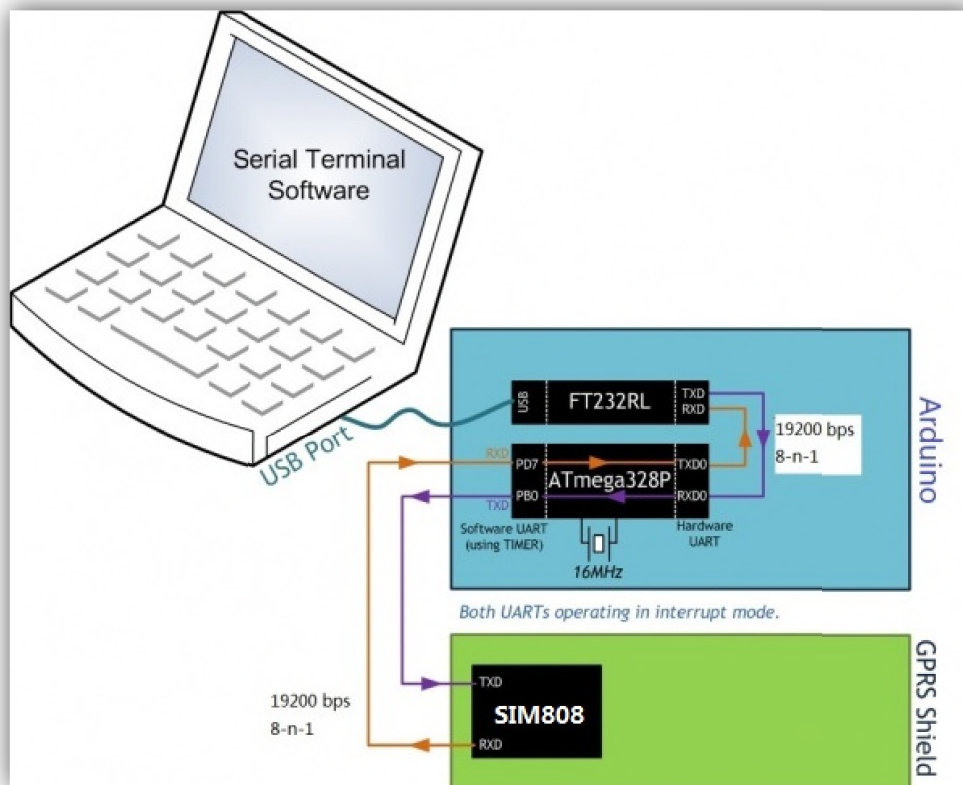 Serial Terminal
Software
USB Port
Arduino
USB
FT232RL
TXD
RXD
19200 bps
8-n-1
RXD
PD7
ATmega328P
TXD0
PB0
RXD0
TXD
Software UART
(using TIMER)
Hardware
UART
16MHz
Both UARTs operating in interrupt mode.
GPRS Shield
TXD
SIM808
RXD
19200 bps
8-n-1